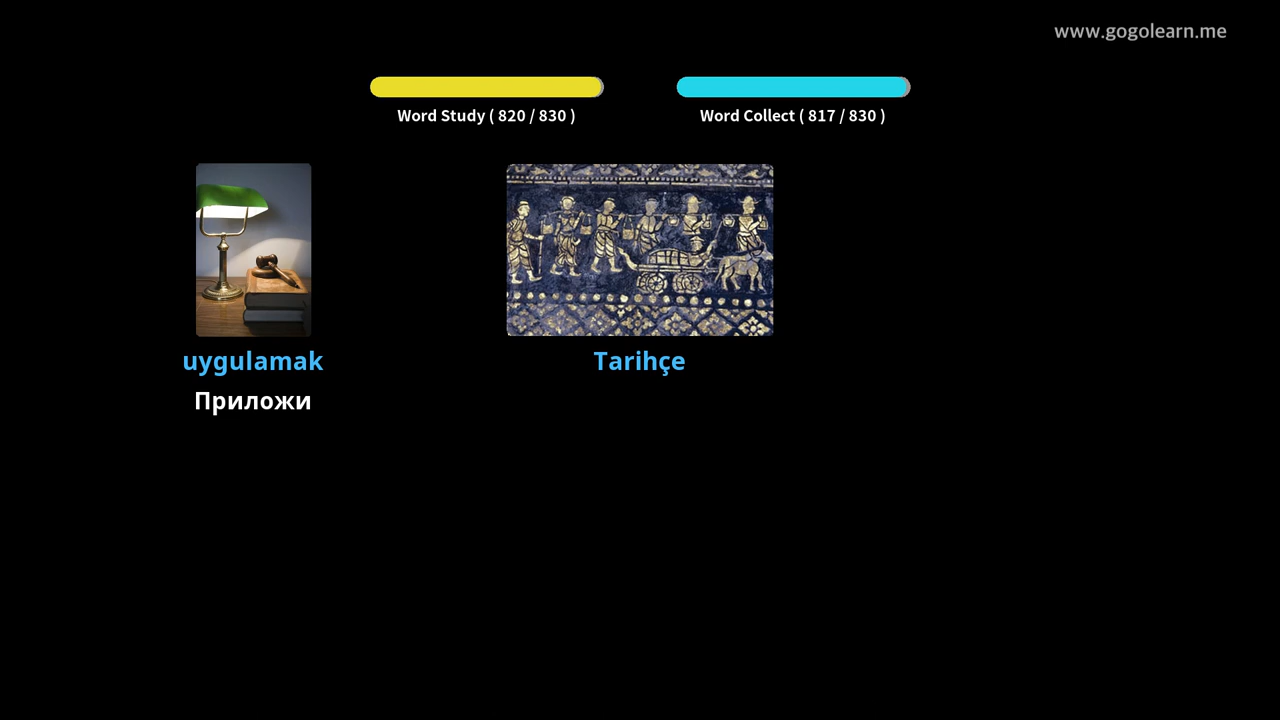 www.gogolearn.me
Word Study ( 820 / 830 )
Word Collect ( 817 / 830 )
uygulamak
Tarihçe
Приложи